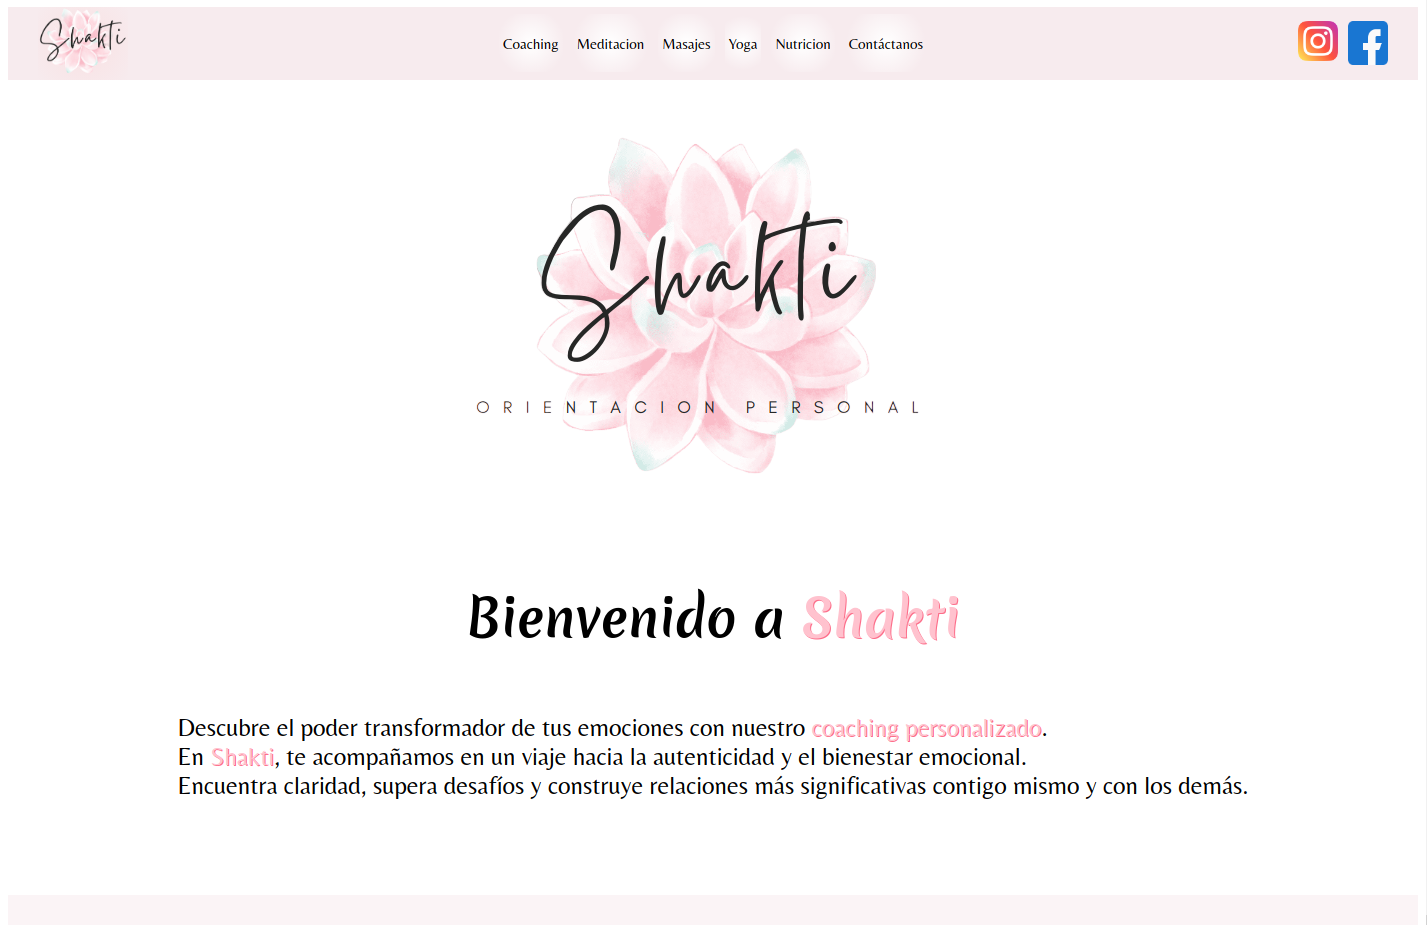 Shakti
Coaching Meditacion Masajes Yoga Nutricion Contáctanos
Shakti
ORIENTACION PERSONAL
Bienvenido a Shakti
Descubre el poder transformador de tus emociones con nuestro coaching personalizado.
En Shakti, te acompañamos en un viaje hacia la autenticidad y el bienestar emocional.
Encuentra claridad, supera desafíos y construye relaciones más significativas contigo mismo y con los demás.